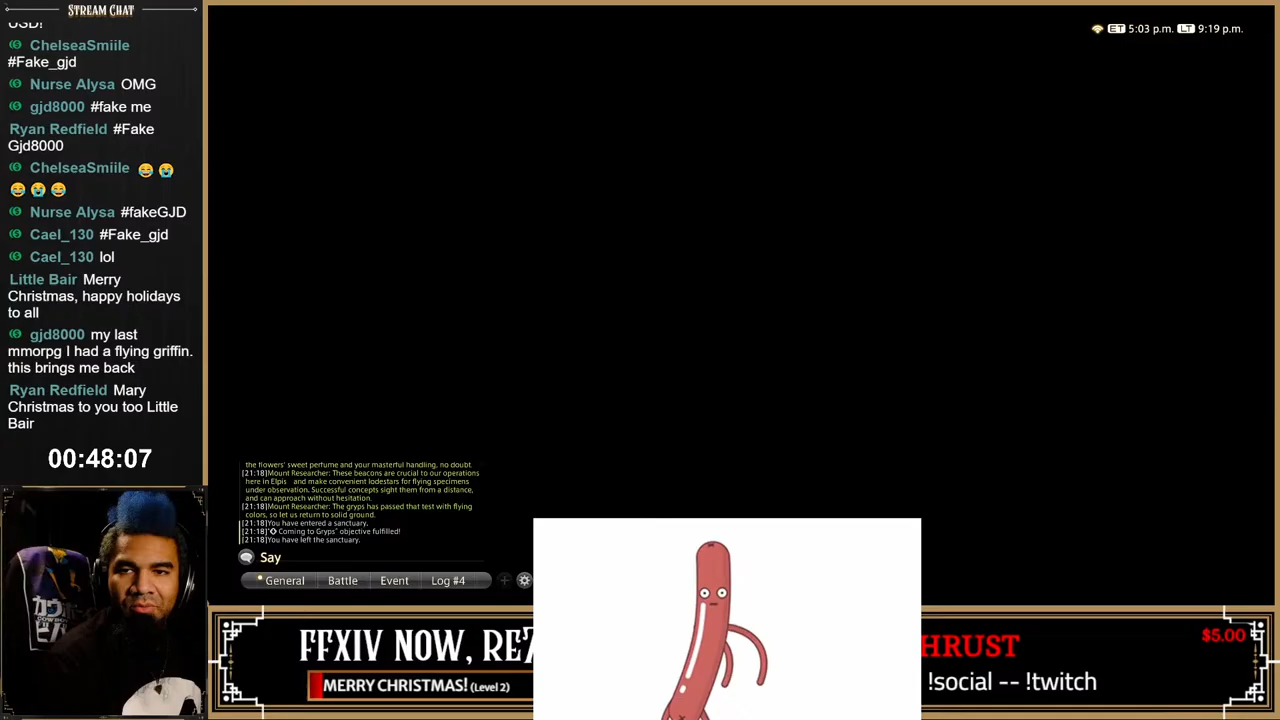 STREAM CHAT
USD!
ChelseaSmiile
#Fake_gjd
Nurse Alysa OMG
gjd8000 #fake me
Ryan Redfield #Fake
Gjd8000
ChelseaSmiile 😂 😭
😂 😭 😂
Nurse Alysa #fakeGJD
Cael_130 #Fake_gjd
Cael_130 lol
Little Bair Merry
Christmas, happy holidays
to all
gjd8000 my last
mmorpg I had a flying griffin.
this brings me back
Ryan Redfield Mary
Christmas to you too Little
Bair
00:48:07
ET 5:03 p.m. LT 9:19 p.m.
the flowers' sweet perfume and your masterful handling, no doubt.
[21:18]Mount Researcher: These beacons are crucial to our operations
here in Elpis and make convenient lodestars for flying specimens
under observation. Successful concepts sight them from a distance,
and can approach without hesitation.
[21:18]Mount Researcher: The gryps has passed that test with flying
colors, so let us return to solid ground.
[21:18]You have entered a sanctuary.
[21:18]"Coming to Gryps" objective fulfilled!
[21:18]You have left the sanctuary.
Say
General Battle Event Log #4
FFXIV NOW, RE7
MERRY CHRISTMAS! (Level 2)
HRUST
$5.00
!social -- !twitch